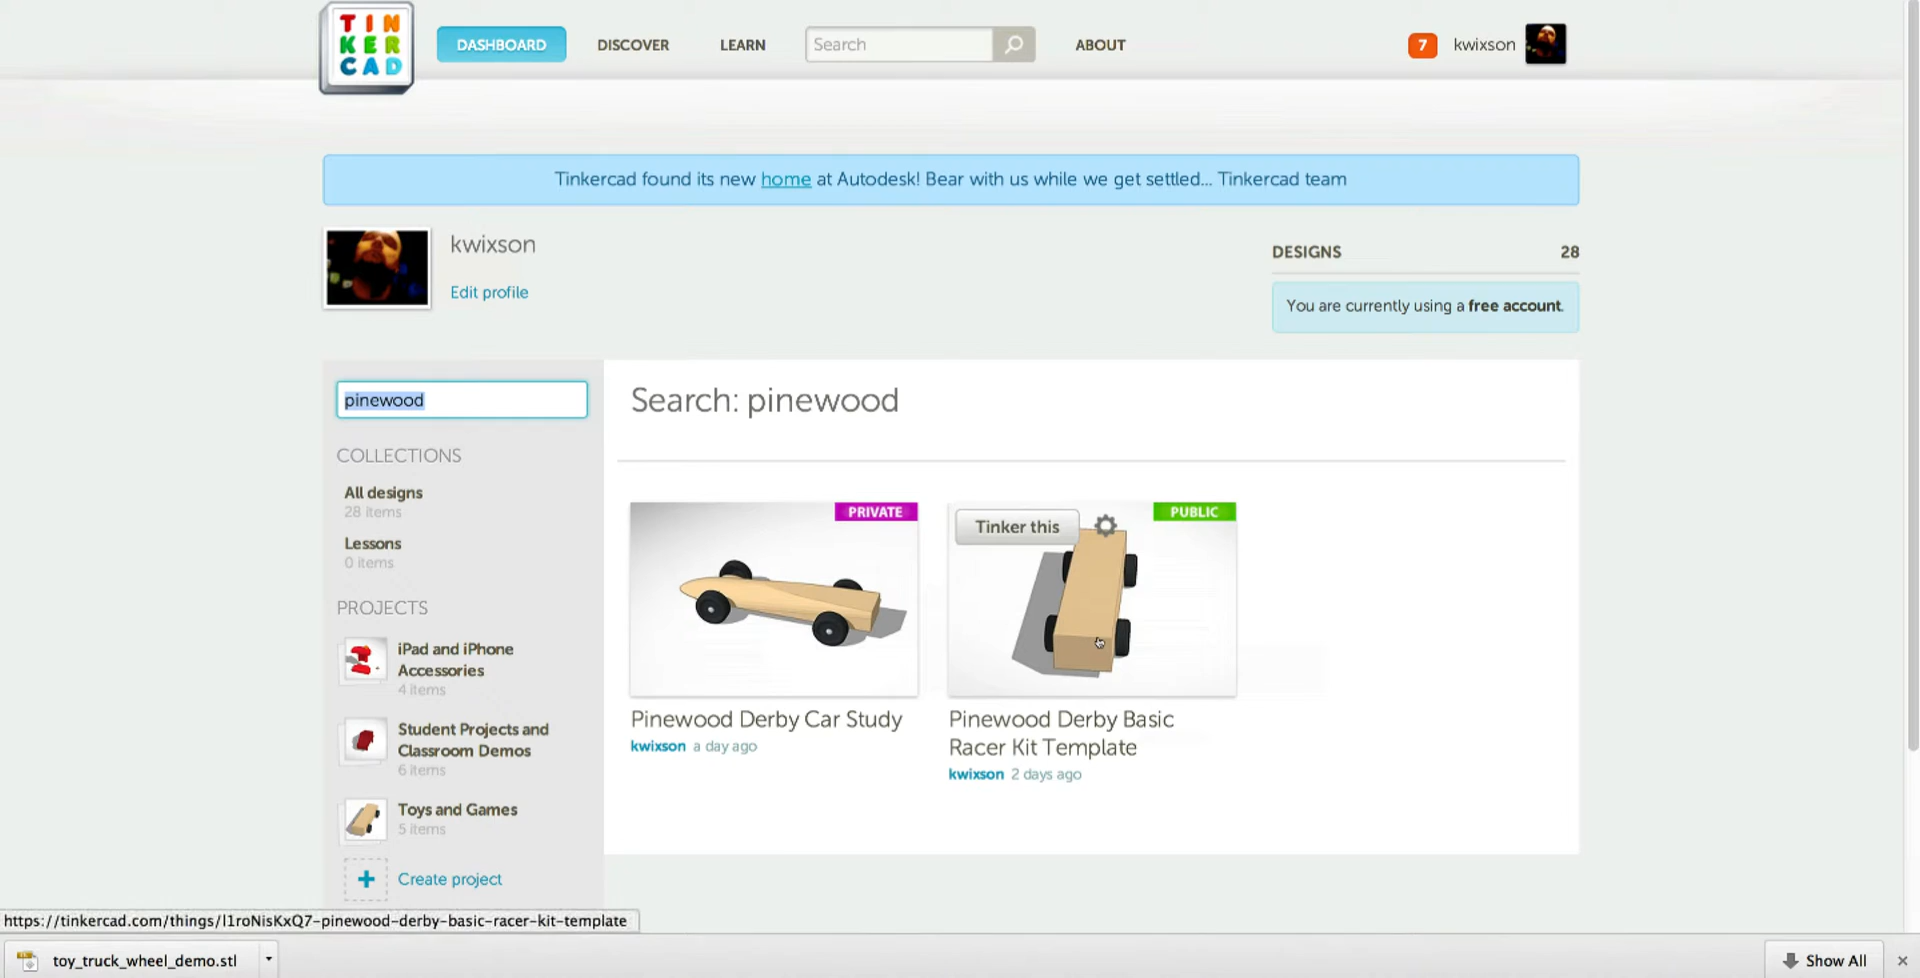 TIN
KER
CAD
DASHBOARD
DISCOVER
LEARN
Search
ABOUT
7
kwixson
Tinkercad found its new home at Autodesk! Bear with us while we get settled... Tinkercad team
kwixson
Edit profile
DESIGNS 28
You are currently using a free account.
pinewood
COLLECTIONS
All designs
28 items
Lessons
0 items
PROJECTS
iPad and iPhone
Accessories
4 items
Student Projects and
Classroom Demos
6 items
Toys and Games
5 items
Create project
Search: pinewood
PRIVATE
Pinewood Derby Car Study
kwixson a day ago
Tinker this
PUBLIC
Pinewood Derby Basic
Racer Kit Template
kwixson 2 days ago
https://tinkercad.com/things/l1roNisKxQ7-pinewood-derby-basic-racer-kit-template
toy_truck_wheel_demo.stl
Show All